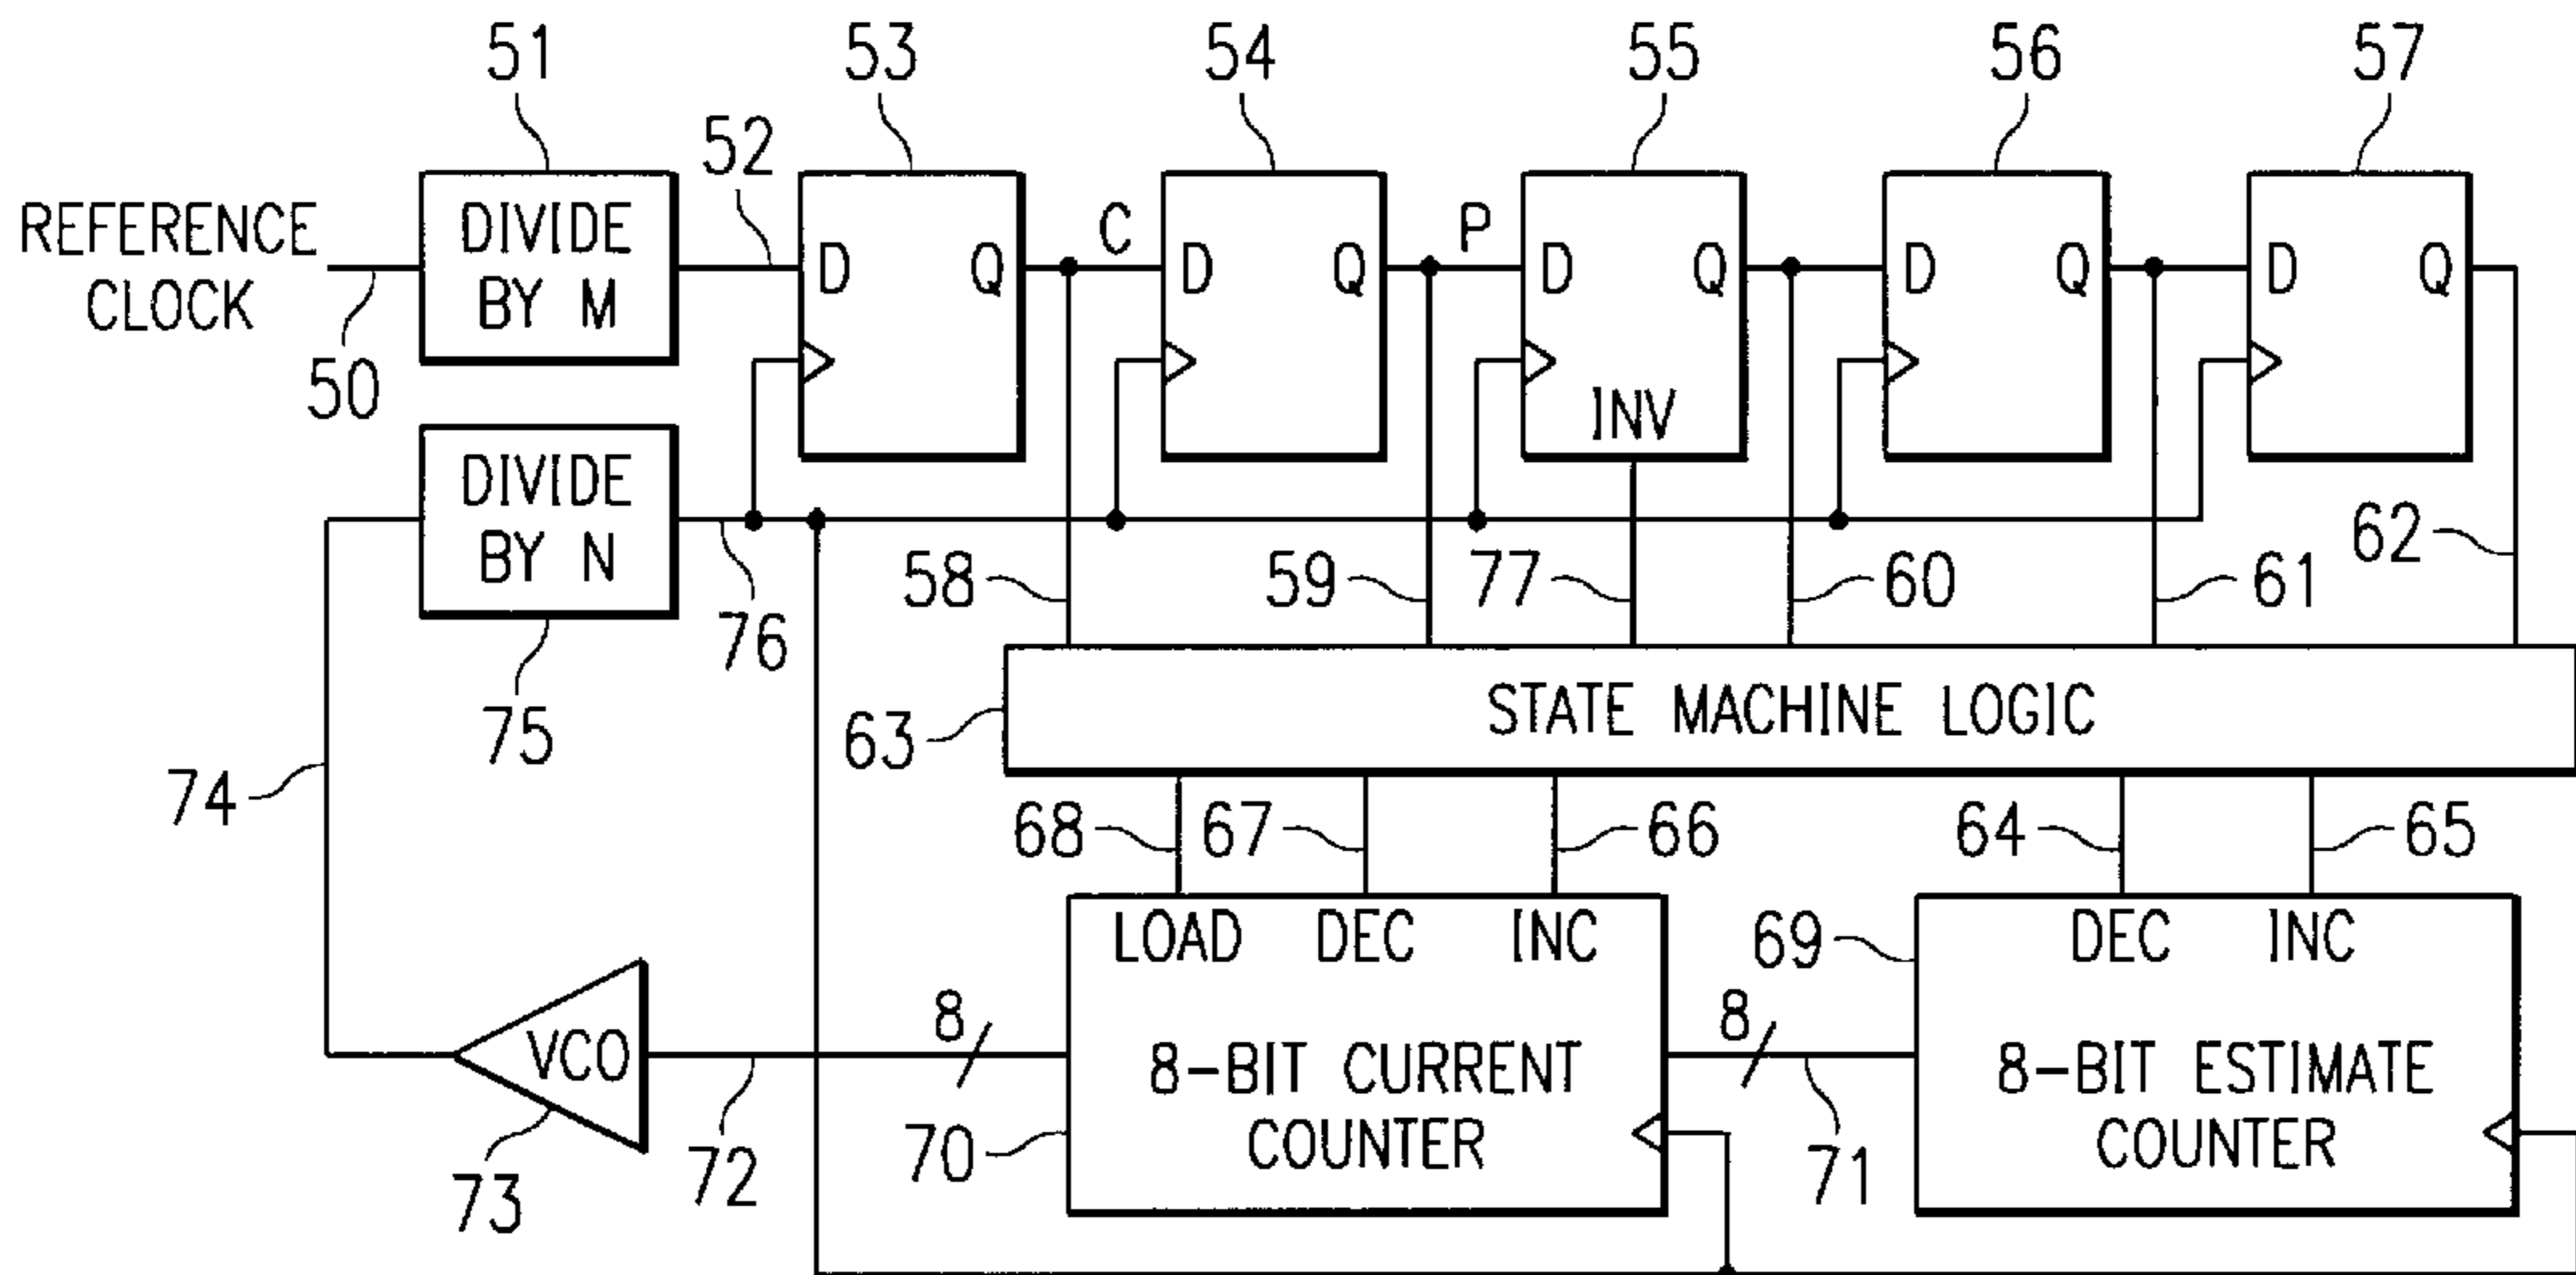 51
53
54
55
56
57
52
REFERENCE
CLOCK
50
DIVIDE
BY M
D
Q
C
D
Q
P
D
Q
INV
D
Q
D
Q
DIVIDE
BY N
75
76
58
59
77
60
61
62
63
STATE MACHINE LOGIC
74
68
67
66
64
65
LOAD
DEC
INC
69
DEC
INC
VCO
73
72
8
70
8-BIT CURRENT
COUNTER
8
71
8-BIT ESTIMATE
COUNTER